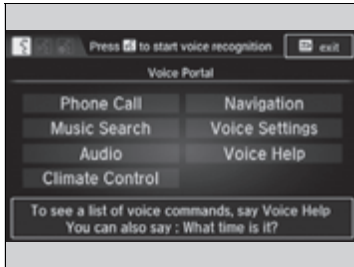 Press to start voice recognition
exit
Voice Portal
Phone Call
Navigation
Music Search
Voice Settings
Audio
Voice Help
Climate Control
To see a list of voice commands, say Voice Help
You can also say : What time is it?